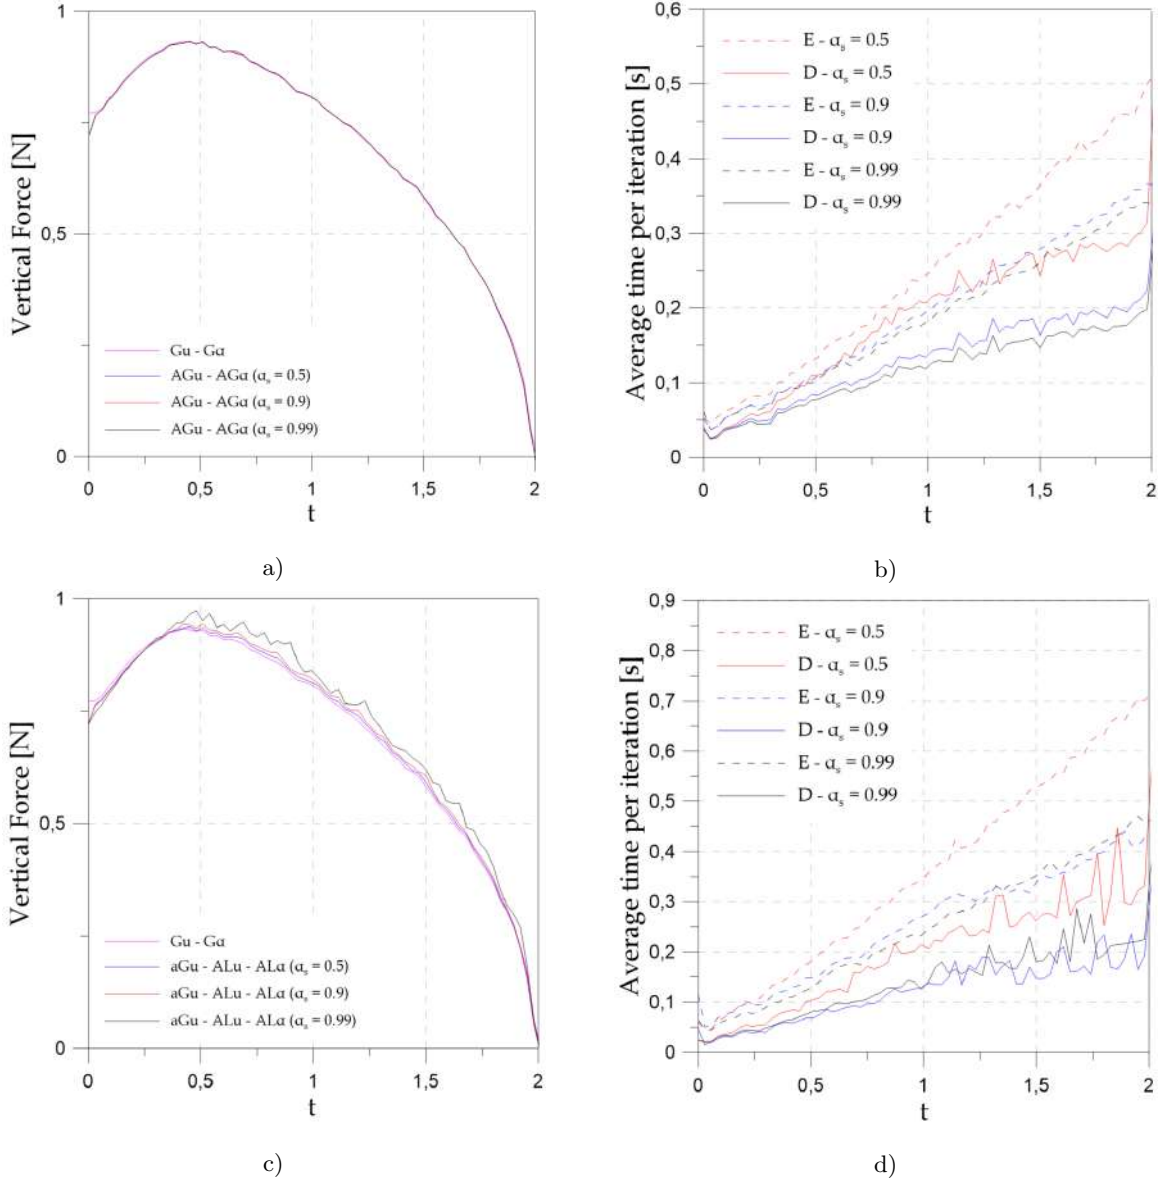 Vertical Force [N]
1
0,5
0
0
0,5
1
1,5
2
t
Gu - Gα
AGu - AGα (αs = 0.5)
AGu - AGα (αs = 0.9)
AGu - AGα (αs = 0.99)
a)
Average time per iteration [s]
0,6
0,5
0,4
0,3
0,2
0,1
0
0
0,5
1
1,5
2
t
E - αs = 0.5
D - αs = 0.5
E - αs = 0.9
D - αs = 0.9
E - αs = 0.99
D - αs = 0.99
b)
Vertical Force [N]
1
0,5
0
0
0,5
1
1,5
2
t
Gu - Gα
aGu - ALu - ALα (αs = 0.5)
aGu - ALu - ALα (αs = 0.9)
aGu - ALu - ALα (αs = 0.99)
c)
Average time per iteration [s]
0,9
0,8
0,7
0,6
0,5
0,4
0,3
0,2
0,1
0
0
0,5
1
1,5
2
t
E - αs = 0.5
D - αs = 0.5
E - αs = 0.9
D - αs = 0.9
E - αs = 0.99
D - αs = 0.99
d)